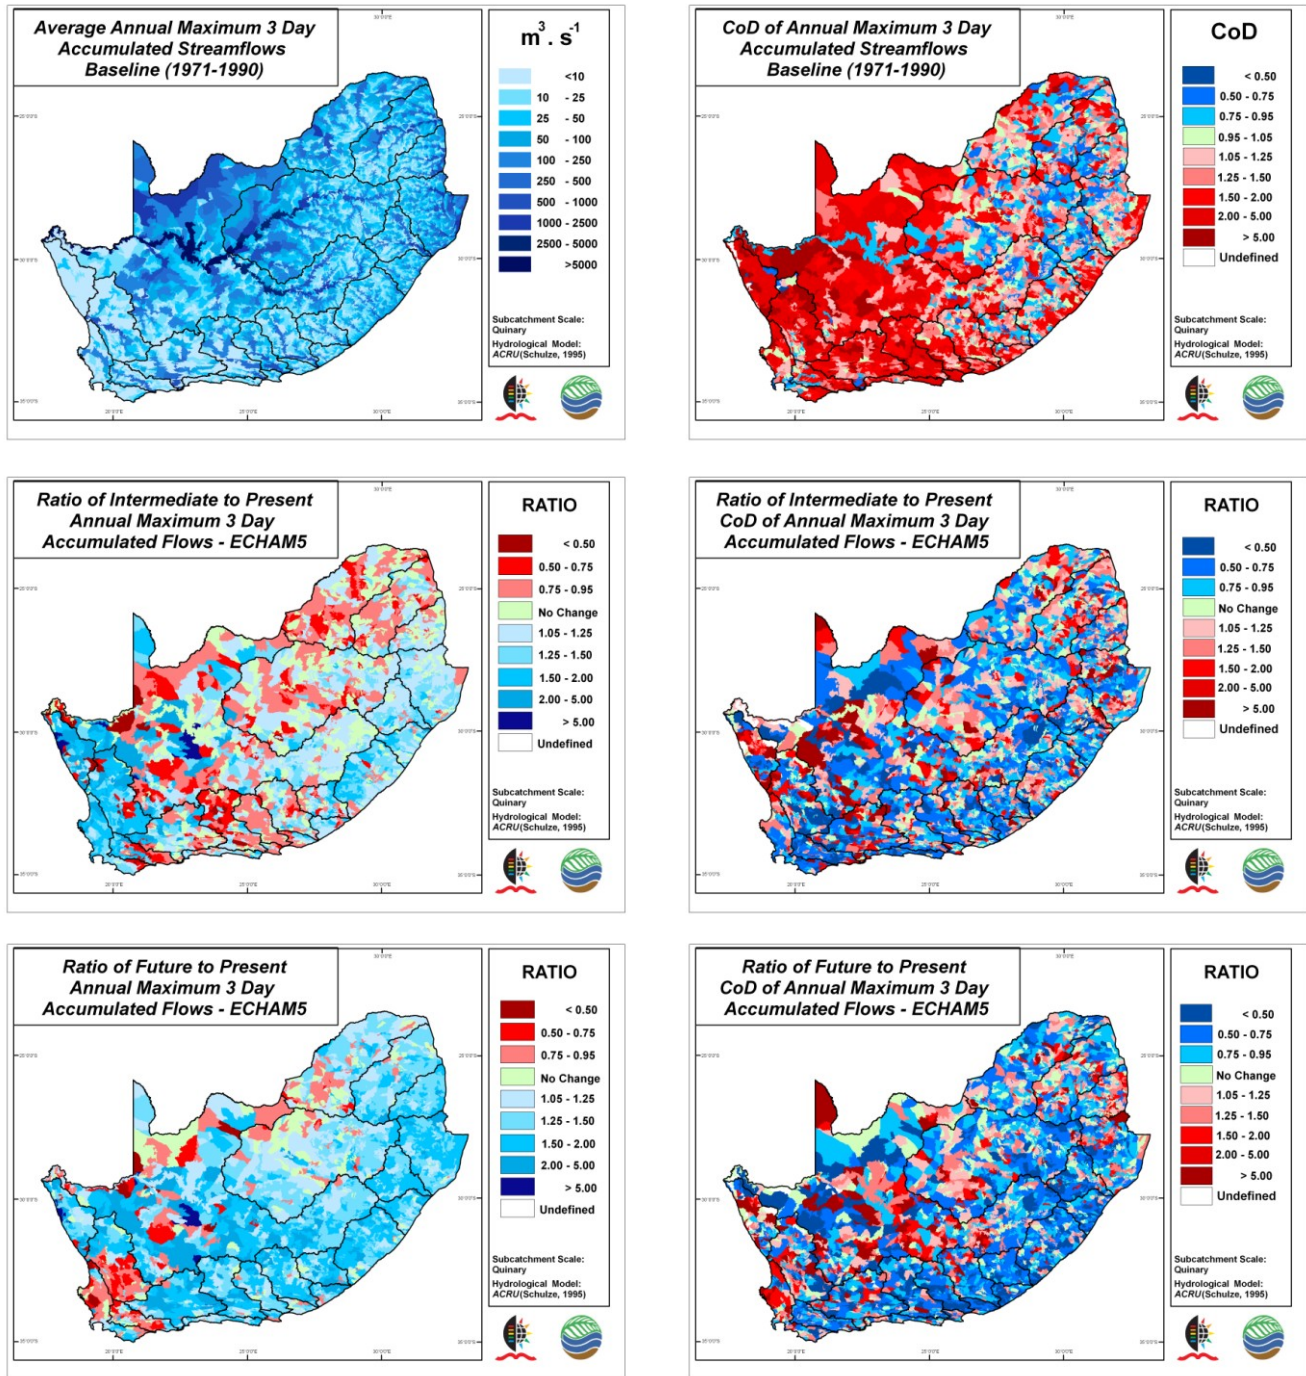 Average Annual Maximum 3 Day
Accumulated Streamflows
Baseline (1971-1990)
m³ . s⁻¹
<10
10 - 25
25 - 50
50 - 100
100 - 250
250 - 500
500 - 1000
1000 - 2500
2500 - 5000
>5000
Subcatchment Scale:
Quinary
Hydrological Model:
ACRU(Schulze, 1995)
CoD of Annual Maximum 3 Day
Accumulated Streamflows
Baseline (1971-1990)
CoD
< 0.50
0.50 - 0.75
0.75 - 0.95
0.95 - 1.05
1.05 - 1.25
1.25 - 1.50
1.50 - 2.00
2.00 - 5.00
> 5.00
Undefined
Subcatchment Scale:
Quinary
Hydrological Model:
ACRU(Schulze, 1995)
Ratio of Intermediate to Present
Annual Maximum 3 Day
Accumulated Flows - ECHAM5
RATIO
< 0.50
0.50 - 0.75
0.75 - 0.95
No Change
1.05 - 1.25
1.25 - 1.50
1.50 - 2.00
2.00 - 5.00
> 5.00
Undefined
Subcatchment Scale:
Quinary
Hydrological Model:
ACRU(Schulze, 1995)
Ratio of Intermediate to Present
CoD of Annual Maximum 3 Day
Accumulated Flows - ECHAM5
RATIO
< 0.50
0.50 - 0.75
0.75 - 0.95
No Change
1.05 - 1.25
1.25 - 1.50
1.50 - 2.00
2.00 - 5.00
> 5.00
Undefined
Subcatchment Scale:
Quinary
Hydrological Model:
ACRU(Schulze, 1995)
Ratio of Future to Present
Annual Maximum 3 Day
Accumulated Flows - ECHAM5
RATIO
< 0.50
0.50 - 0.75
0.75 - 0.95
No Change
1.05 - 1.25
1.25 - 1.50
1.50 - 2.00
2.00 - 5.00
> 5.00
Undefined
Subcatchment Scale:
Quinary
Hydrological Model:
ACRU(Schulze, 1995)
Ratio of Future to Present
CoD of Annual Maximum 3 Day
Accumulated Flows - ECHAM5
RATIO
< 0.50
0.50 - 0.75
0.75 - 0.95
No Change
1.05 - 1.25
1.25 - 1.50
1.50 - 2.00
2.00 - 5.00
> 5.00
Undefined
Subcatchment Scale:
Quinary
Hydrological Model:
ACRU(Schulze, 1995)